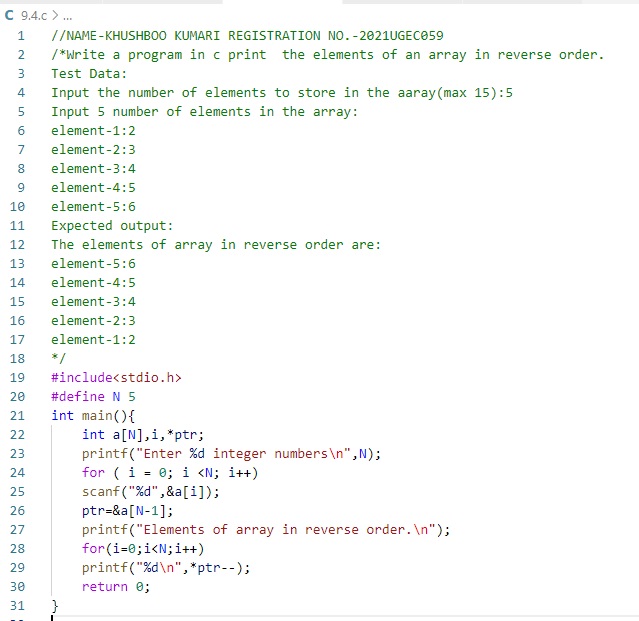 C 9.4.c > ...
1 //NAME-KHUSHBOO KUMARI REGISTRATION NO.-2021UGEC059
2 /*Write a program in c print  the elements of an array in reverse order.
3 Test Data:
4 Input the number of elements to store in the aaray(max 15):5
5 Input 5 number of elements in the array:
6 element-1:2
7 element-2:3
8 element-3:4
9 element-4:5
10 element-5:6
11 Expected output:
12 The elements of array in reverse order are:
13 element-5:6
14 element-4:5
15 element-3:4
16 element-2:3
17 element-1:2
18 */
19 #include<stdio.h>
20 #define N 5
21 int main(){
22     int a[N],i,*ptr;
23     printf("Enter %d integer numbers\n",N);
24     for ( i = 0; i <N; i++)
25     scanf("%d",&a[i]);
26     ptr=&a[N-1];
27     printf("Elements of array in reverse order.\n");
28     for(i=0;i<N;i++)
29     printf("%d\n",*ptr--);
30     return 0;
31 }